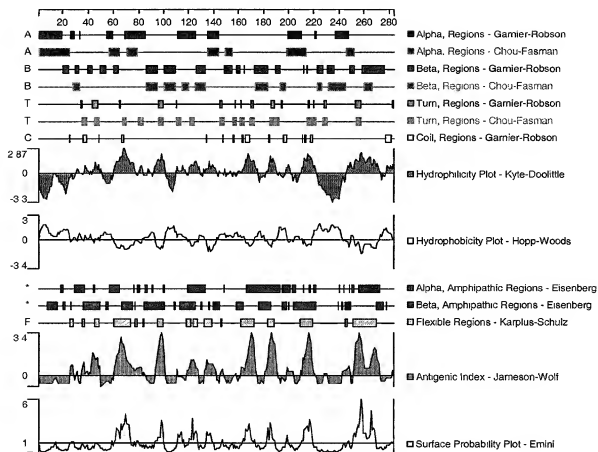 20 40 60 80 100 120 140 160 180 200 220 240 260 280
A Alpha, Regions - Garnier-Robson
A Alpha, Regions - Chou-Fasman
B Beta, Regions - Garnier-Robson
B Beta, Regions - Chou-Fasman
T Turn, Regions - Garnier-Robson
T Turn, Regions - Chou-Fasman
C Coil, Regions - Garnier-Robson
2 87
0
-3 3
Hydrophilicity Plot - Kyte-Doolittle
3
0
-3 4
Hydrophobicity Plot - Hopp-Woods
* Alpha, Amphipathic Regions - Eisenberg
* Beta, Amphipathic Regions - Eisenberg
F Flexible Regions - Karplus-Schulz
3 4
0
Antigenic Index - Jameson-Wolf
6
1
Surface Probability Plot - Emini